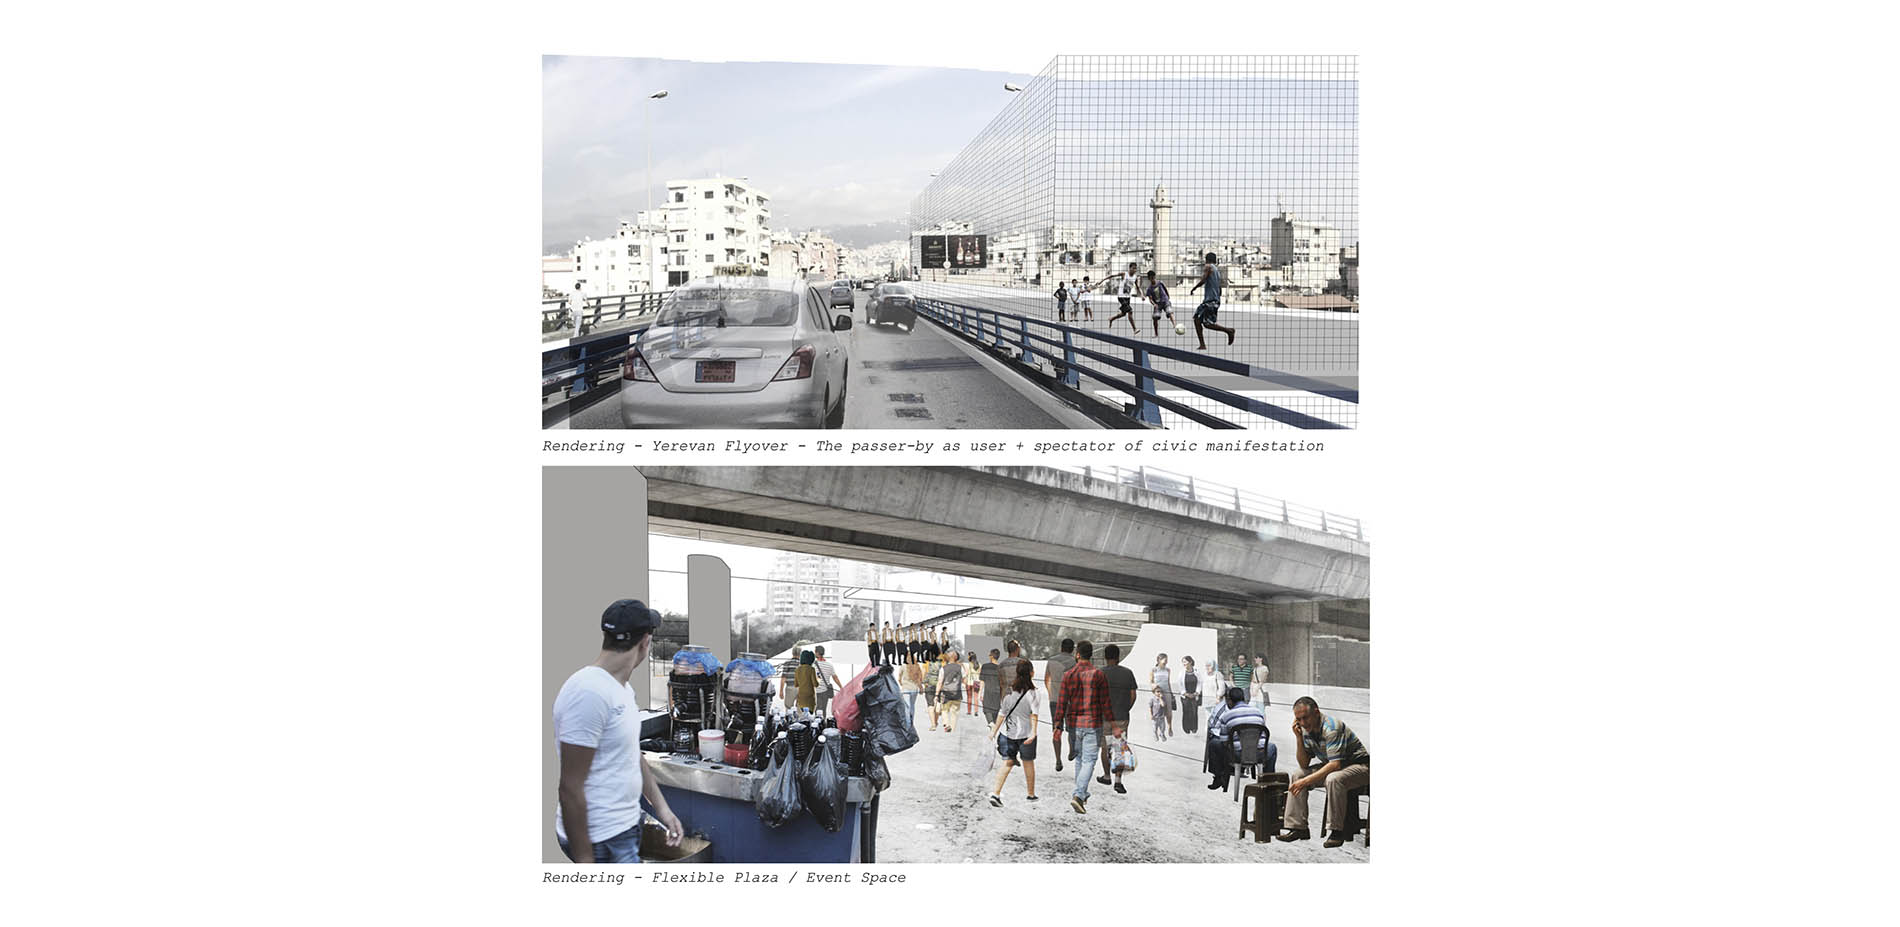 TRUST
Rendering - Yerevan Flyover - The passer-by as user + spectator of civic manifestation
Rendering - Flexible Plaza / Event Space